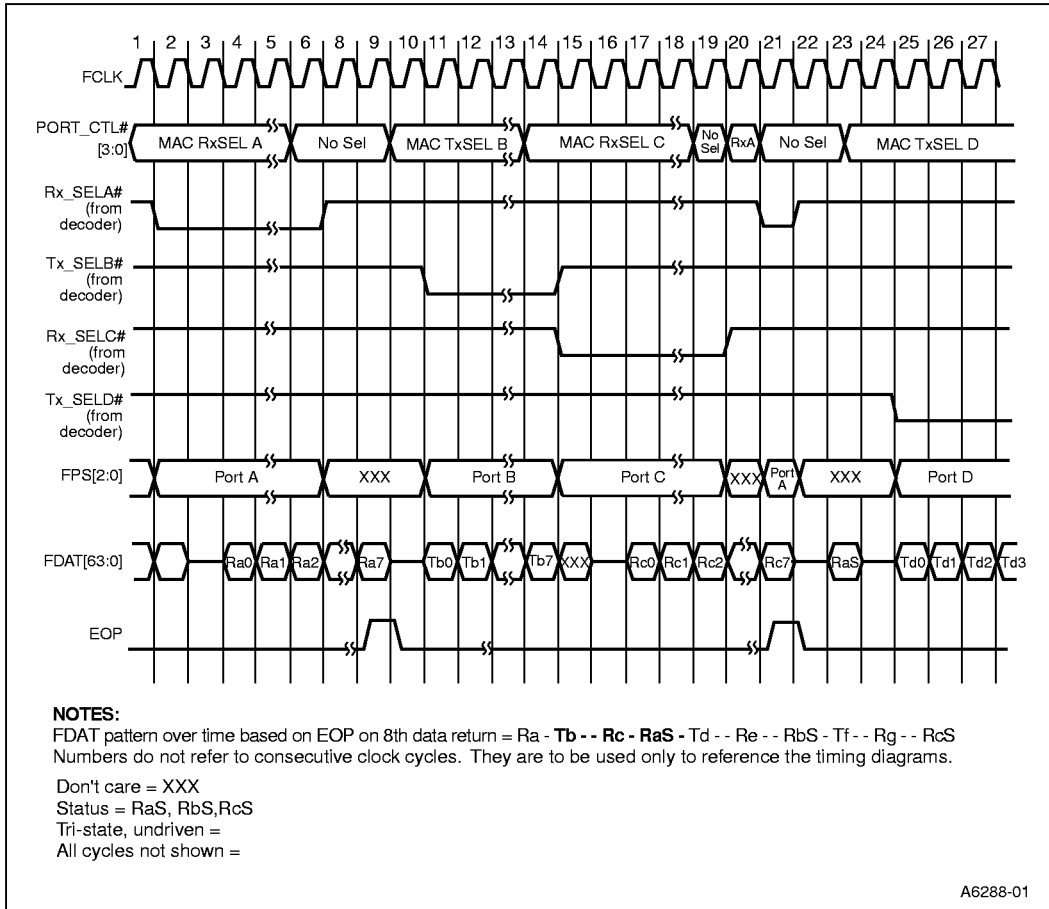 1 2 3 4 5 6 8 9 10 11 12 13 14 15 16 17 18 19 20 21 22 23 24 25 26 27
FCLK
PORT_CTL#
[3:0]
MAC RxSEL A
No Sel
MAC TxSEL B
MAC RxSEL C
No
Sel
RxA
No Sel
MAC TxSEL D
Rx_SELA#
(from
decoder)
Tx_SELB#
(from
decoder)
Rx_SELC#
(from
decoder)
Tx_SELD#
(from
decoder)
FPS[2:0]
Port A
XXX
Port B
Port C
XXX
Port
A
XXX
Port D
FDAT[63:0]
Ra0 Ra1 Ra2 Ra7 Tb0 Tb1 Tb7 XXX Rc0 Rc1 Rc2 Rc7 RaS Td0 Td1 Td2 Td3
EOP
NOTES:
FDAT pattern over time based on EOP on 8th data return = Ra - Tb - - Rc - RaS - Td - - Re - - RbS - Tf - - Rg - - RcS
Numbers do not refer to consecutive clock cycles. They are to be used only to reference the timing diagrams.
Don't care = XXX
Status = RaS, RbS,RcS
Tri-state, undriven =
All cycles not shown =
A6288-01